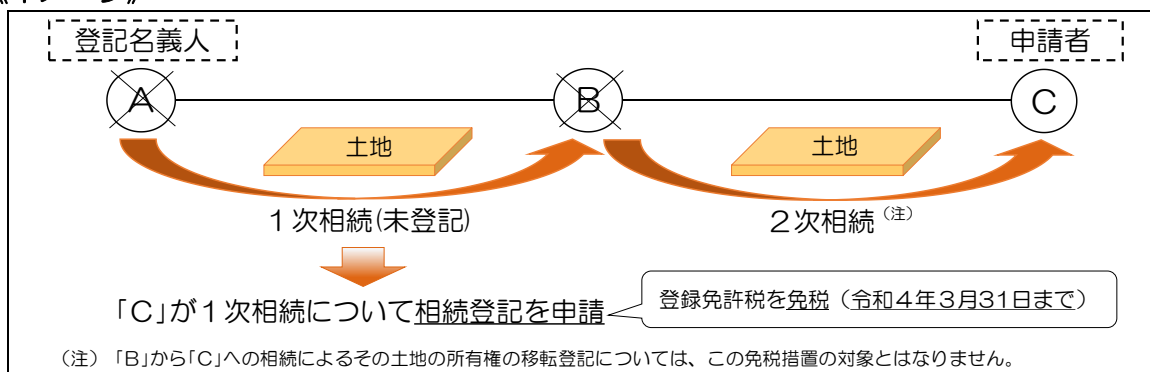 登記名義人
申請者
A
B
C
土地
土地
1次相続(未登記)
2次相続(注)
「C」が1次相続について相続登記を申請
登録免許税を免税(令和4年3月31日まで)
(注)「B」から「C」への相続によるその土地の所有権の移転登記については、この免税措置の対象とはなりません。